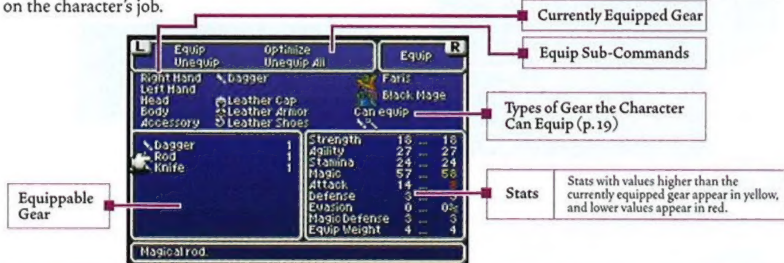 on the character's job.
Currently Equipped Gear
Equip Sub-Commands
L
Equip Optimize
Unequip Unequip All
Equip
R
Right Hand Dagger
Left Hand
Head Leather Cap
Body Leather Armor
Accessory Leather Shoes
Faris
Black Mage
Can equip
Types of Gear the Character
Can Equip (p.19)
Dagger 1
Rod 1
Knife 1
Strength 18 … 18
Agility 27 … 27
Stamina 24 … 24
Magic 57 … 58
Attack 14 …
Defense 3 … 3
Evasion 0 … 0%
Magic Defense 3 … 3
Equip Weight 4 … 4
Equippable
Gear
Stats
Stats with values higher than the
currently equipped gear appear in yellow,
and lower values appear in red.
Magical rod.